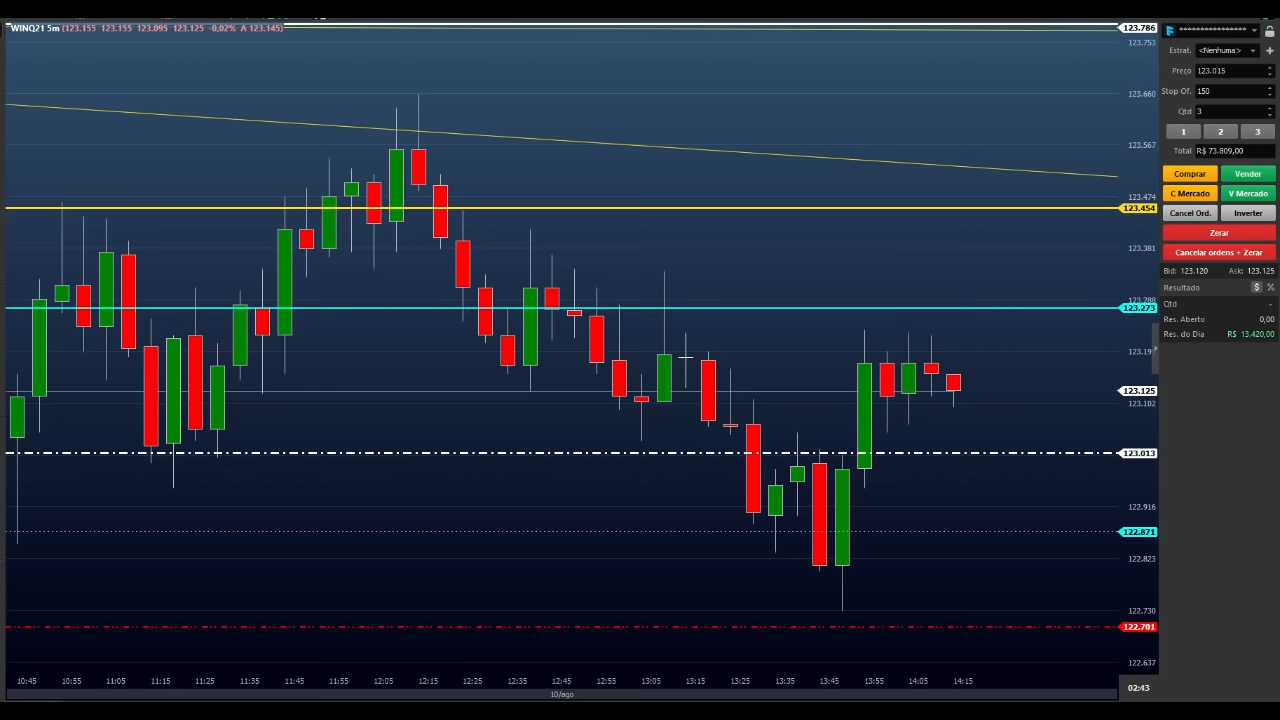 WINQ21 5m (123.155 123.155 123.095 123.125 -0,02% A 123.145)
123.786
123.753
123.660
123.567
123.474
123.454
123.381
123.288
123.273
123.19
123.125
123.102
123.013
122.916
122.871
122.823
122.730
122.701
122.637
10:45 10:55 11:05 11:15 11:25 11:35 11:45 11:55 12:05 12:15 12:25 12:35 12:45 12:55 13:05 13:15 13:25 13:35 13:45 13:55 14:05 14:15
10/ago
02:43
****************
Estrat. <Nenhuma>
Preço 123.015
Stop Of. 150
Qtd 3
1 2 3
Total R$ 73.809,00
Comprar Vender
C Mercado V Mercado
Cancel Ord. Inverter
Zerar
Cancelar ordens + Zerar
Bid: 123.120 Ask: 123.125
Resultado $ %
Qtd -
Res. Aberto 0,00
Res. do Dia R$ 13.420,00